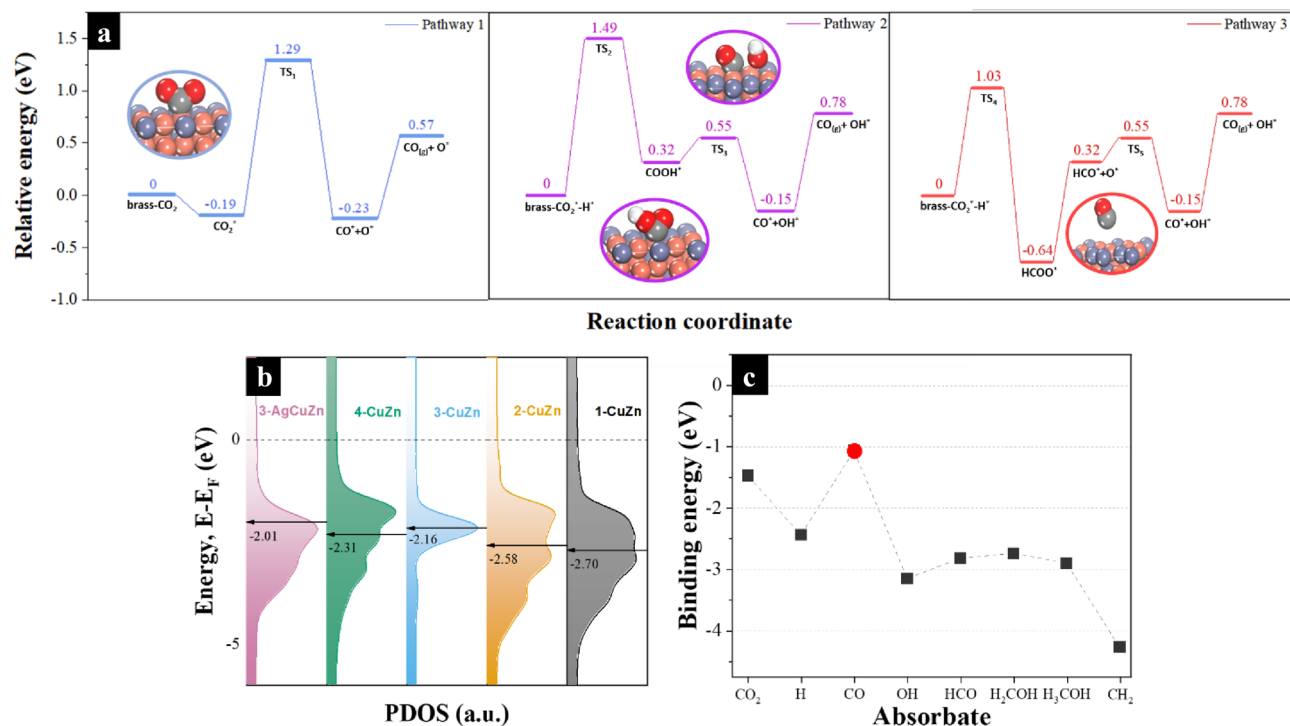 a
Relative energy (eV)
1.5
1.0
0.5
0.0
-0.5
-1.0
Pathway 1
0
brass-CO₂
-0.19
CO₂*
1.29
TS₁
-0.23
CO*+O*
0.57
CO(g)+ O*
Pathway 2
0
brass-CO₂*-H*
1.49
TS₂
0.32
COOH*
0.55
TS₃
-0.15
CO*+OH*
0.78
CO(g)+ OH*
Pathway 3
0
brass-CO₂*-H*
1.03
TS₄
-0.64
HCOO*
0.32
HCO*+O*
0.55
TS₅
-0.15
CO*+OH*
0.78
CO(g)+ OH*
Reaction coordinate
b
Energy, E-E_F (eV)
0
-5
3-AgCuZn
4-CuZn
3-CuZn
2-CuZn
1-CuZn
-2.01
-2.31
-2.16
-2.58
-2.70
PDOS (a.u.)
c
Binding energy (eV)
0
-1
-2
-3
-4
CO₂
H
CO
OH
HCO
H₂COH
H₃COH
CH₂
Absorbate